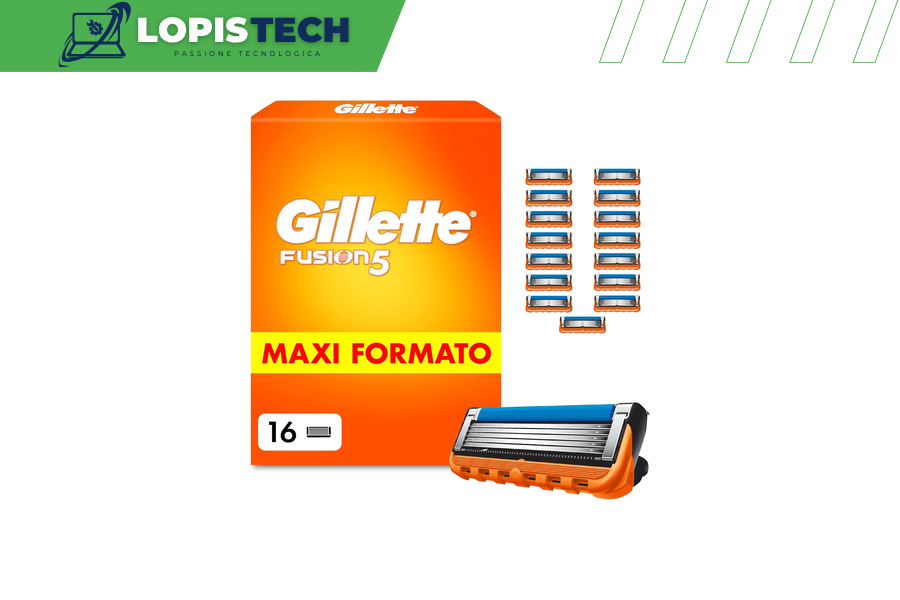 LOPISTECH
PASSIONE TECNOLOGICA
Gillette
Gillette®
FUSION5
MAXI FORMATO
16